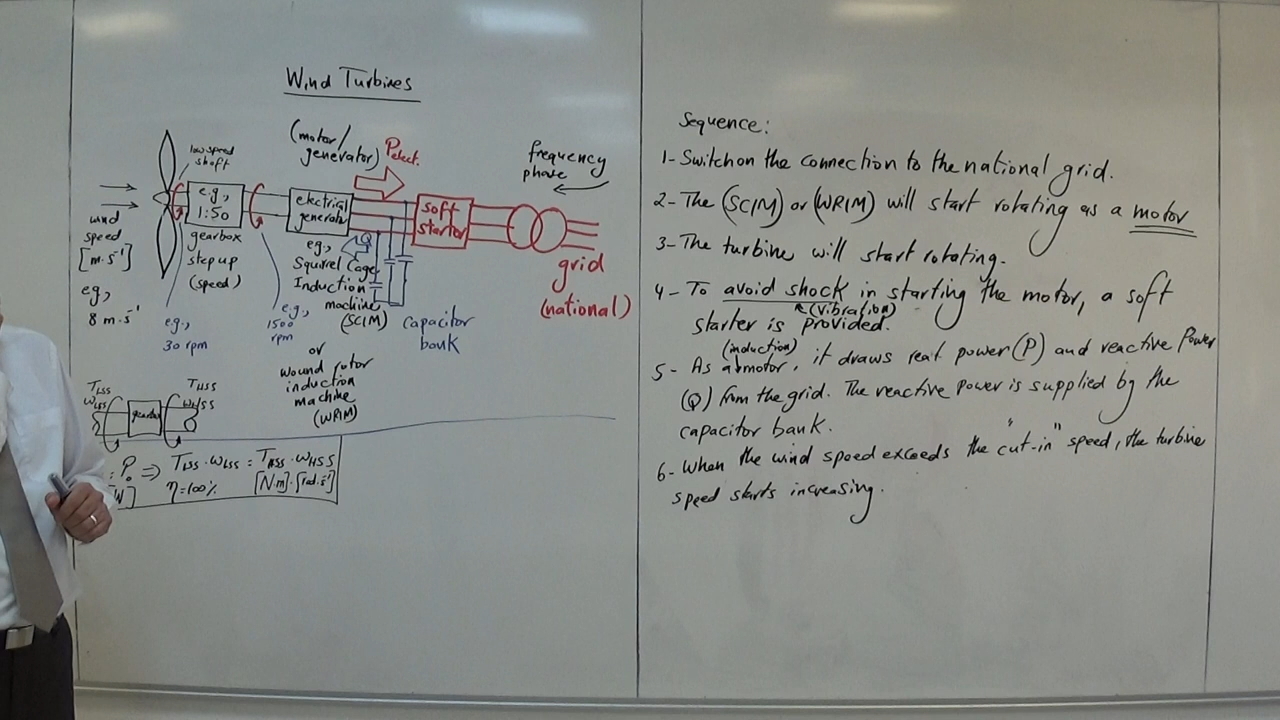 Wind Turbines
low speed
shaft
(motor/
generator)
Pelect.
frequency
phase
e.g.,
1:50
electrical
generator
soft
starter
wind
speed
[m·s⁻¹]
e.g,
8 m·s⁻¹
gearbox
step up
(speed)
Q
e.g.,
Squirrel Cage
Induction
machine
(SCIM)
or
wound rotor
induction
machine
(WRIM)
grid
(national)
Capacitor
bank
e.g.,
30 rpm
e.g.,
1500
rpm
TLSS
ωLSS
gearbox
THSS
ωHSS
: Po ⇒ TLSS·ωLSS = THSS·ωHSS
[W] η=100% [N·m]·[rad·s⁻¹]
Sequence:
1- Switch on the connection to the national grid.
2- The (SCIM) or (WRIM) will start rotating as a motor
3- The turbine will start rotating.
4- To avoid shock in starting the motor, a soft
(vibration)
starter is provided.
(induction)
5- As a motor, it draws real power (P) and reactive Power
(Q) from the grid. The reactive power is supplied by the
capacitor bank.
6- When the wind speed exceeds the "cut-in" speed, the turbine
speed starts increasing.